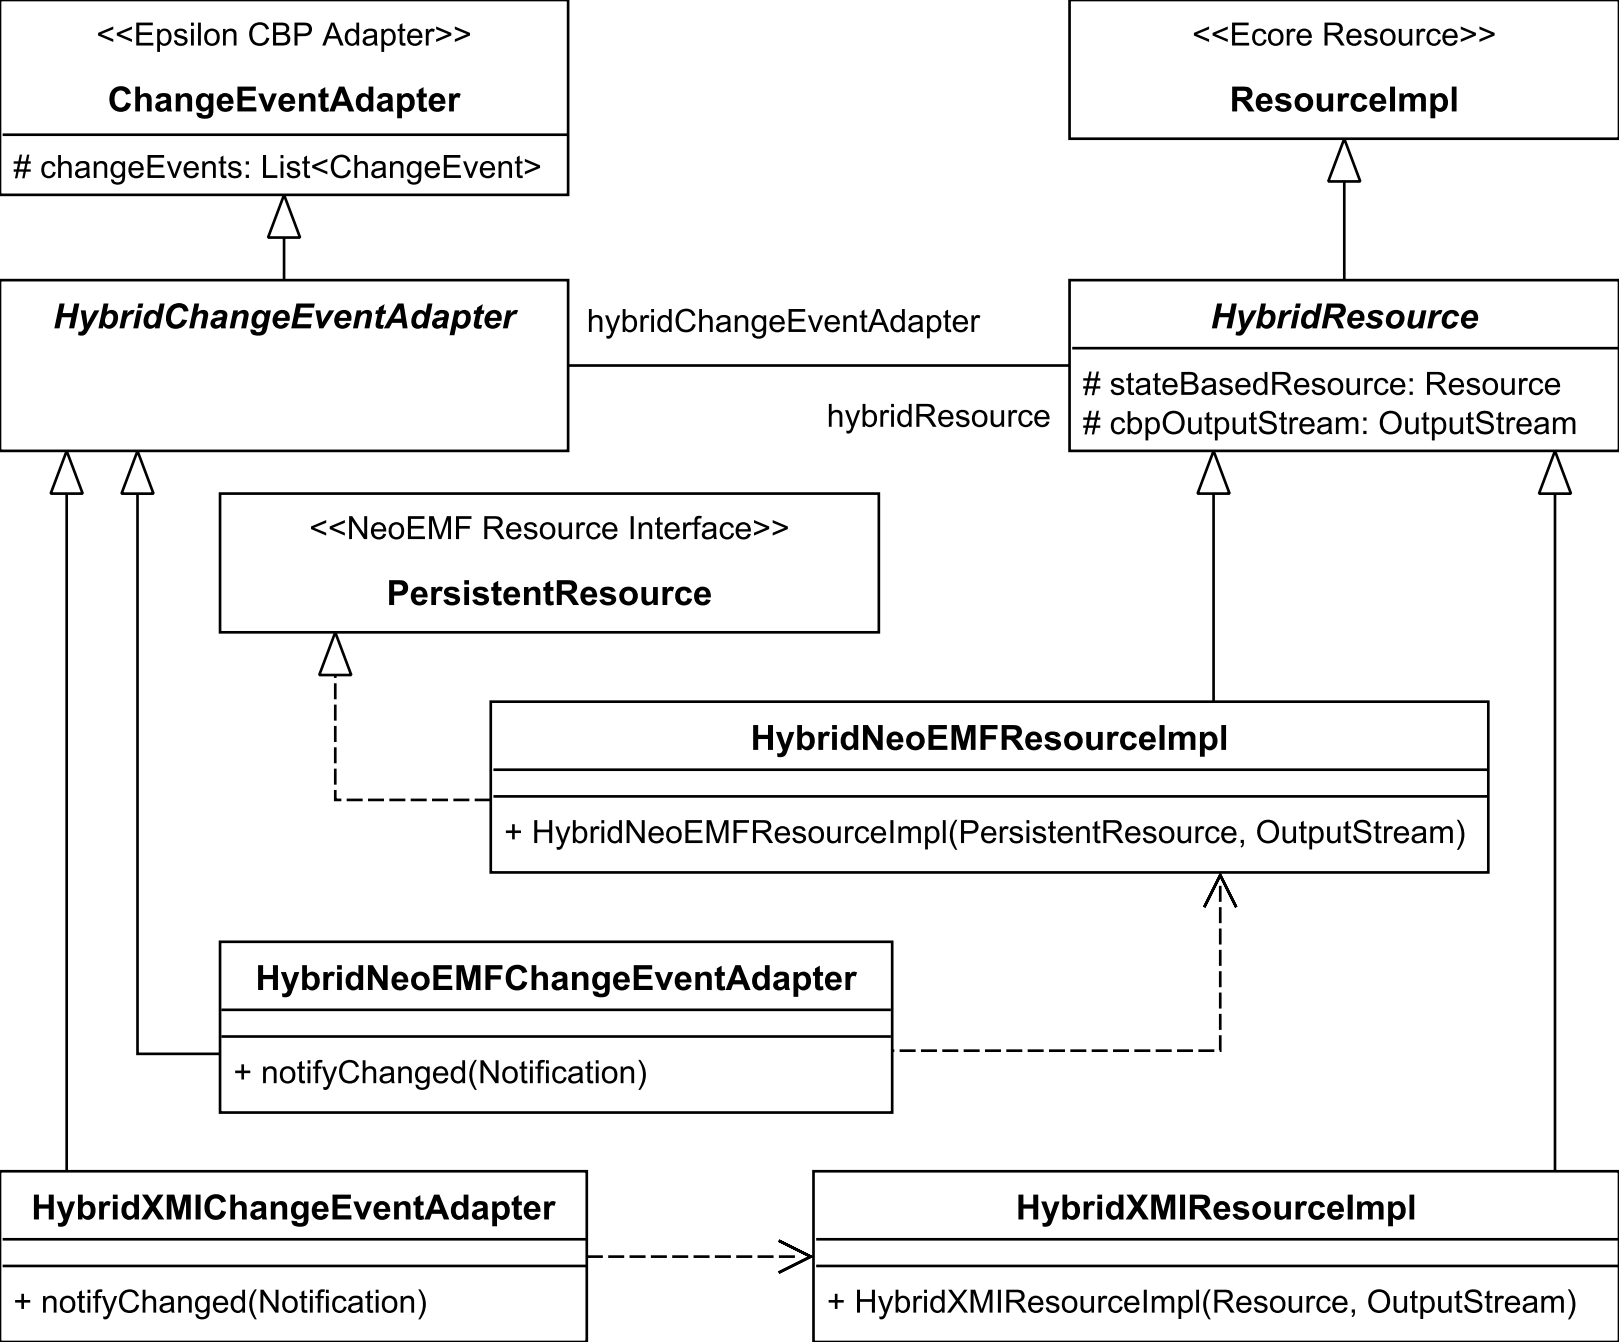 <<Epsilon CBP Adapter>>
ChangeEventAdapter
# changeEvents: List<ChangeEvent>
<<Ecore Resource>>
ResourceImpl
HybridChangeEventAdapter
hybridChangeEventAdapter
hybridResource
HybridResource
# stateBasedResource: Resource
# cbpOutputStream: OutputStream
<<NeoEMF Resource Interface>>
PersistentResource
HybridNeoEMFResourceImpl
+ HybridNeoEMFResourceImpl(PersistentResource, OutputStream)
HybridNeoEMFChangeEventAdapter
+ notifyChanged(Notification)
HybridXMIChangeEventAdapter
+ notifyChanged(Notification)
HybridXMIResourceImpl
+ HybridXMIResourceImpl(Resource, OutputStream)